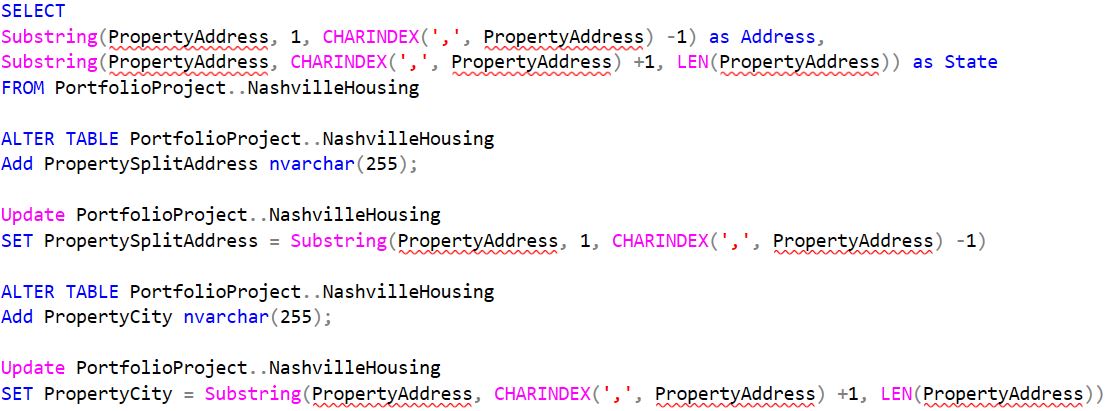 SELECT
Substring(PropertyAddress, 1, CHARINDEX(',', PropertyAddress) -1) as Address,
Substring(PropertyAddress, CHARINDEX(',', PropertyAddress) +1, LEN(PropertyAddress)) as State
FROM PortfolioProject..NashvilleHousing
ALTER TABLE PortfolioProject..NashvilleHousing
Add PropertySplitAddress nvarchar(255);
Update PortfolioProject..NashvilleHousing
SET PropertySplitAddress = Substring(PropertyAddress, 1, CHARINDEX(',', PropertyAddress) -1)
ALTER TABLE PortfolioProject..NashvilleHousing
Add PropertyCity nvarchar(255);
Update PortfolioProject..NashvilleHousing
SET PropertyCity = Substring(PropertyAddress, CHARINDEX(',', PropertyAddress) +1, LEN(PropertyAddress))